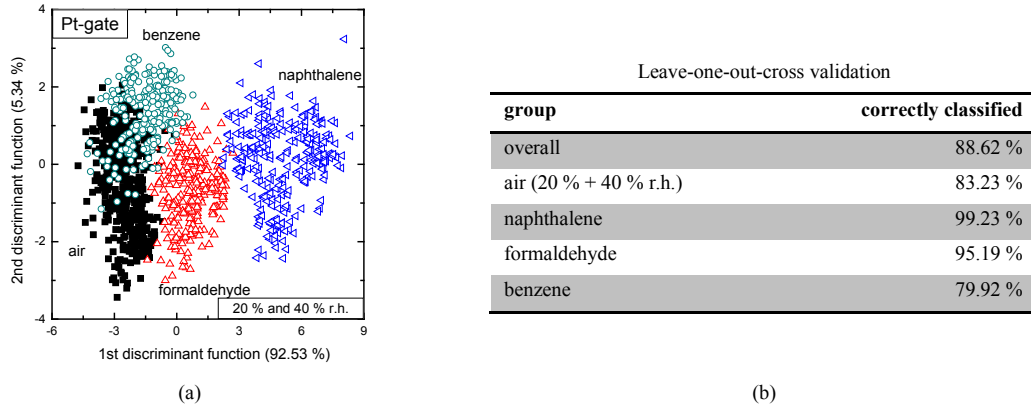 Pt-gate
benzene
naphthalene
air
formaldehyde
20 % and 40 % r.h.
4
2
0
-2
-4
-6
-3
0
3
6
9
2nd discriminant function (5.34 %)
1st discriminant function (92.53 %)
(a)
Leave-one-out-cross validation
group correctly classified
overall 88.62 %
air (20 % + 40 % r.h.) 83.23 %
naphthalene 99.23 %
formaldehyde 95.19 %
benzene 79.92 %
(b)